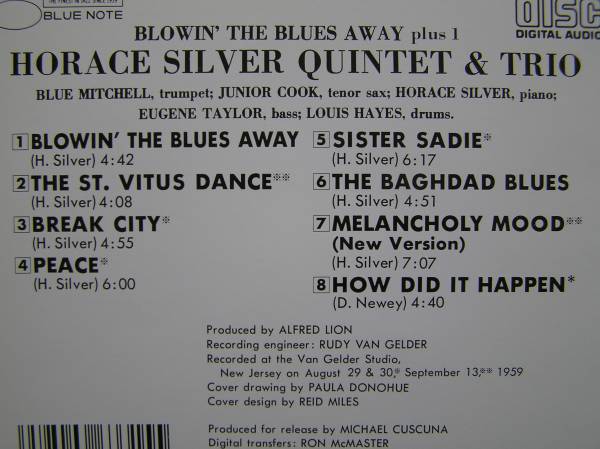 THE FINEST IN JAZZ SINCE 1939
BLUE NOTE
DISC
DIGITAL AUDIO
BLOWIN' THE BLUES AWAY plus 1
HORACE SILVER QUINTET & TRIO
BLUE MITCHELL, trumpet; JUNIOR COOK, tenor sax; HORACE SILVER, piano;
EUGENE TAYLOR, bass; LOUIS HAYES, drums.
1 BLOWIN' THE BLUES AWAY
(H. Silver) 4:42
2 THE ST. VITUS DANCE※※
(H. Silver) 4:08
3 BREAK CITY※
(H. Silver) 4:55
4 PEACE※
(H. Silver) 6:00
5 SISTER SADIE※
(H. Silver) 6:17
6 THE BAGHDAD BLUES
(H. Silver) 4:51
7 MELANCHOLY MOOD※※
(New Version)
(H. Silver) 7:07
8 HOW DID IT HAPPEN*
(D. Newey) 4:40
Produced by ALFRED LION
Recording engineer: RUDY VAN GELDER
Recorded at the Van Gelder Studio,
New Jersey on August 29 & 30,※ September 13,※※ 1959
Cover drawing by PAULA DONOHUE
Cover design by REID MILES
Produced for release by MICHAEL CUSCUNA
Digital transfers: RON McMASTER